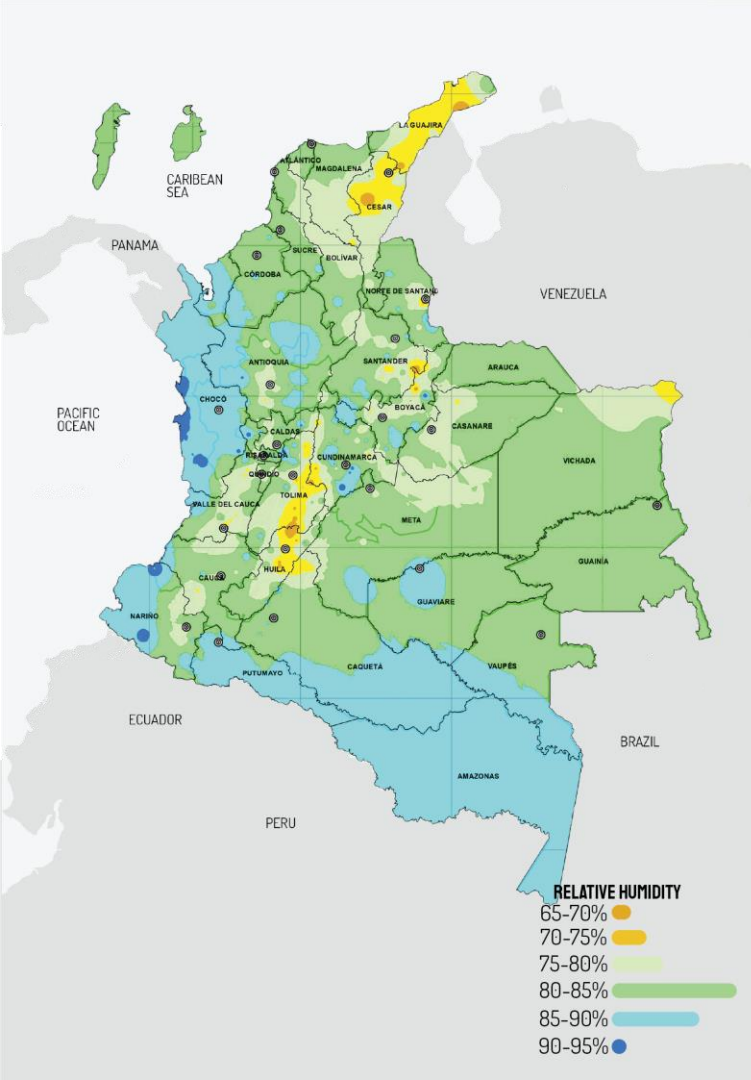 LA GUAJIRA
ATLÁNTICO
MAGDALENA
CARIBEAN
SEA
CESAR
PANAMA
SUCRE
BOLÍVAR
CÓRDOBA
NORTE DE SANTAND
VENEZUELA
ANTIOQUIA
SANTANDER
ARAUCA
CHOCÓ
BOYACÁ
PACIFIC
OCEAN
CASANARE
CALDAS
RISARALDA
CUNDINAMARCA
VICHADA
QUINDÍO
TOLIMA
VALLE DEL CAUCA
META
GUAINÍA
HUILA
CAUCA
GUAVIARE
NARIÑO
CAQUETÁ
VAUPÉS
PUTUMAYO
ECUADOR
BRAZIL
AMAZONAS
PERU
RELATIVE HUMIDITY
65-70%
70-75%
75-80%
80-85%
85-90%
90-95%